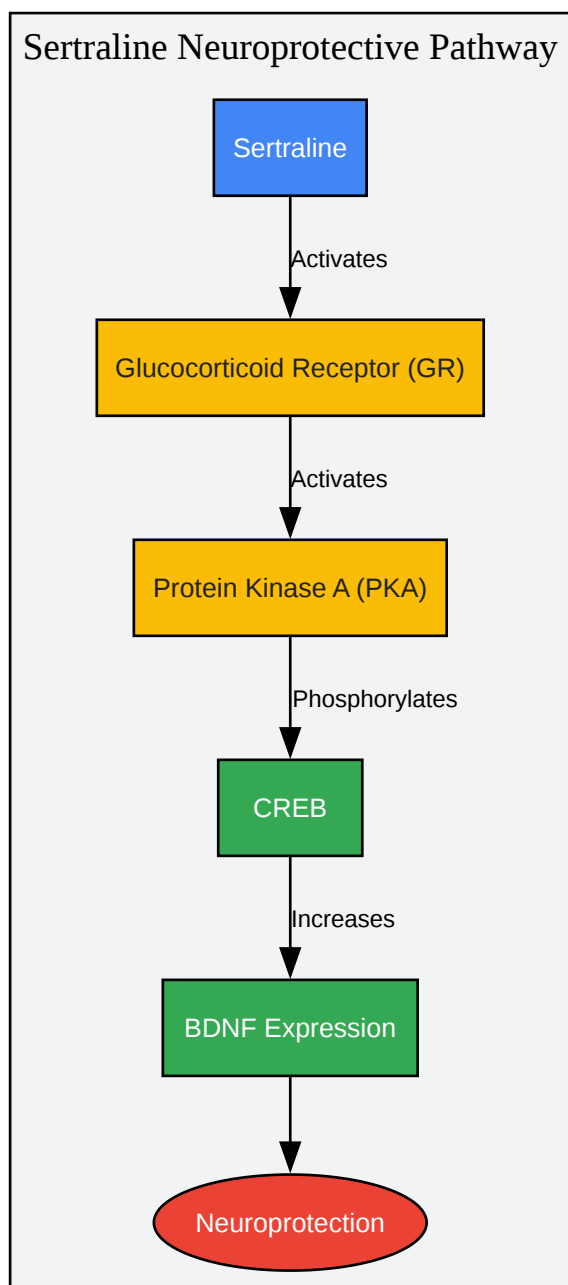 Sertraline Neuroprotective Pathway
Sertraline
Activates
Glucocorticoid Receptor (GR)
Activates
Protein Kinase A (PKA)
Phosphorylates
CREB
Increases
BDNF Expression
Neuroprotection